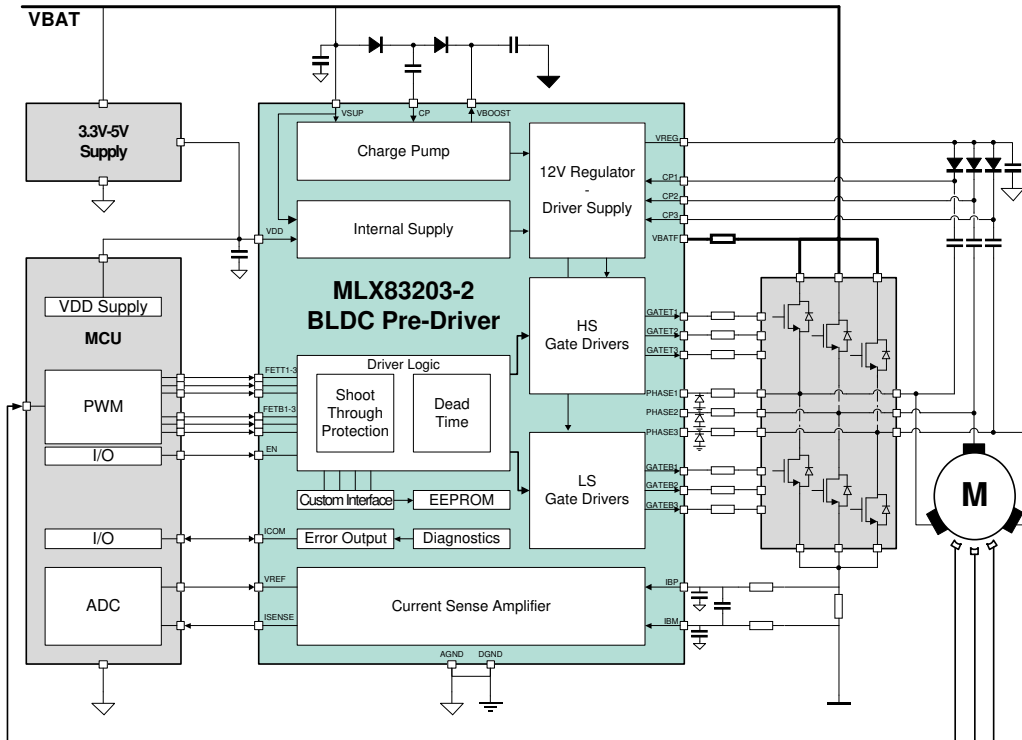 VBAT
3.3V-5V
Supply
VSUP
CP
VBOOST
Charge Pump
12V Regulator
-
Driver Supply
VREG
CP1
CP2
CP3
VBATF
VDD
Internal Supply
MLX83203-2
BLDC Pre-Driver
VDD Supply
MCU
PWM
I/O
I/O
ADC
FETT1-3
FETB1-3
EN
ICOM
VREF
ISENSE
Driver Logic
Shoot
Through
Protection
Dead
Time
Custom Interface
EEPROM
Error Output
Diagnostics
Current Sense Amplifier
HS
Gate Drivers
LS
Gate Drivers
GATET1
GATET2
GATET3
PHASE1
PHASE2
PHASE3
GATEB1
GATEB2
GATEB3
IBP
IBM
AGND
DGND
M